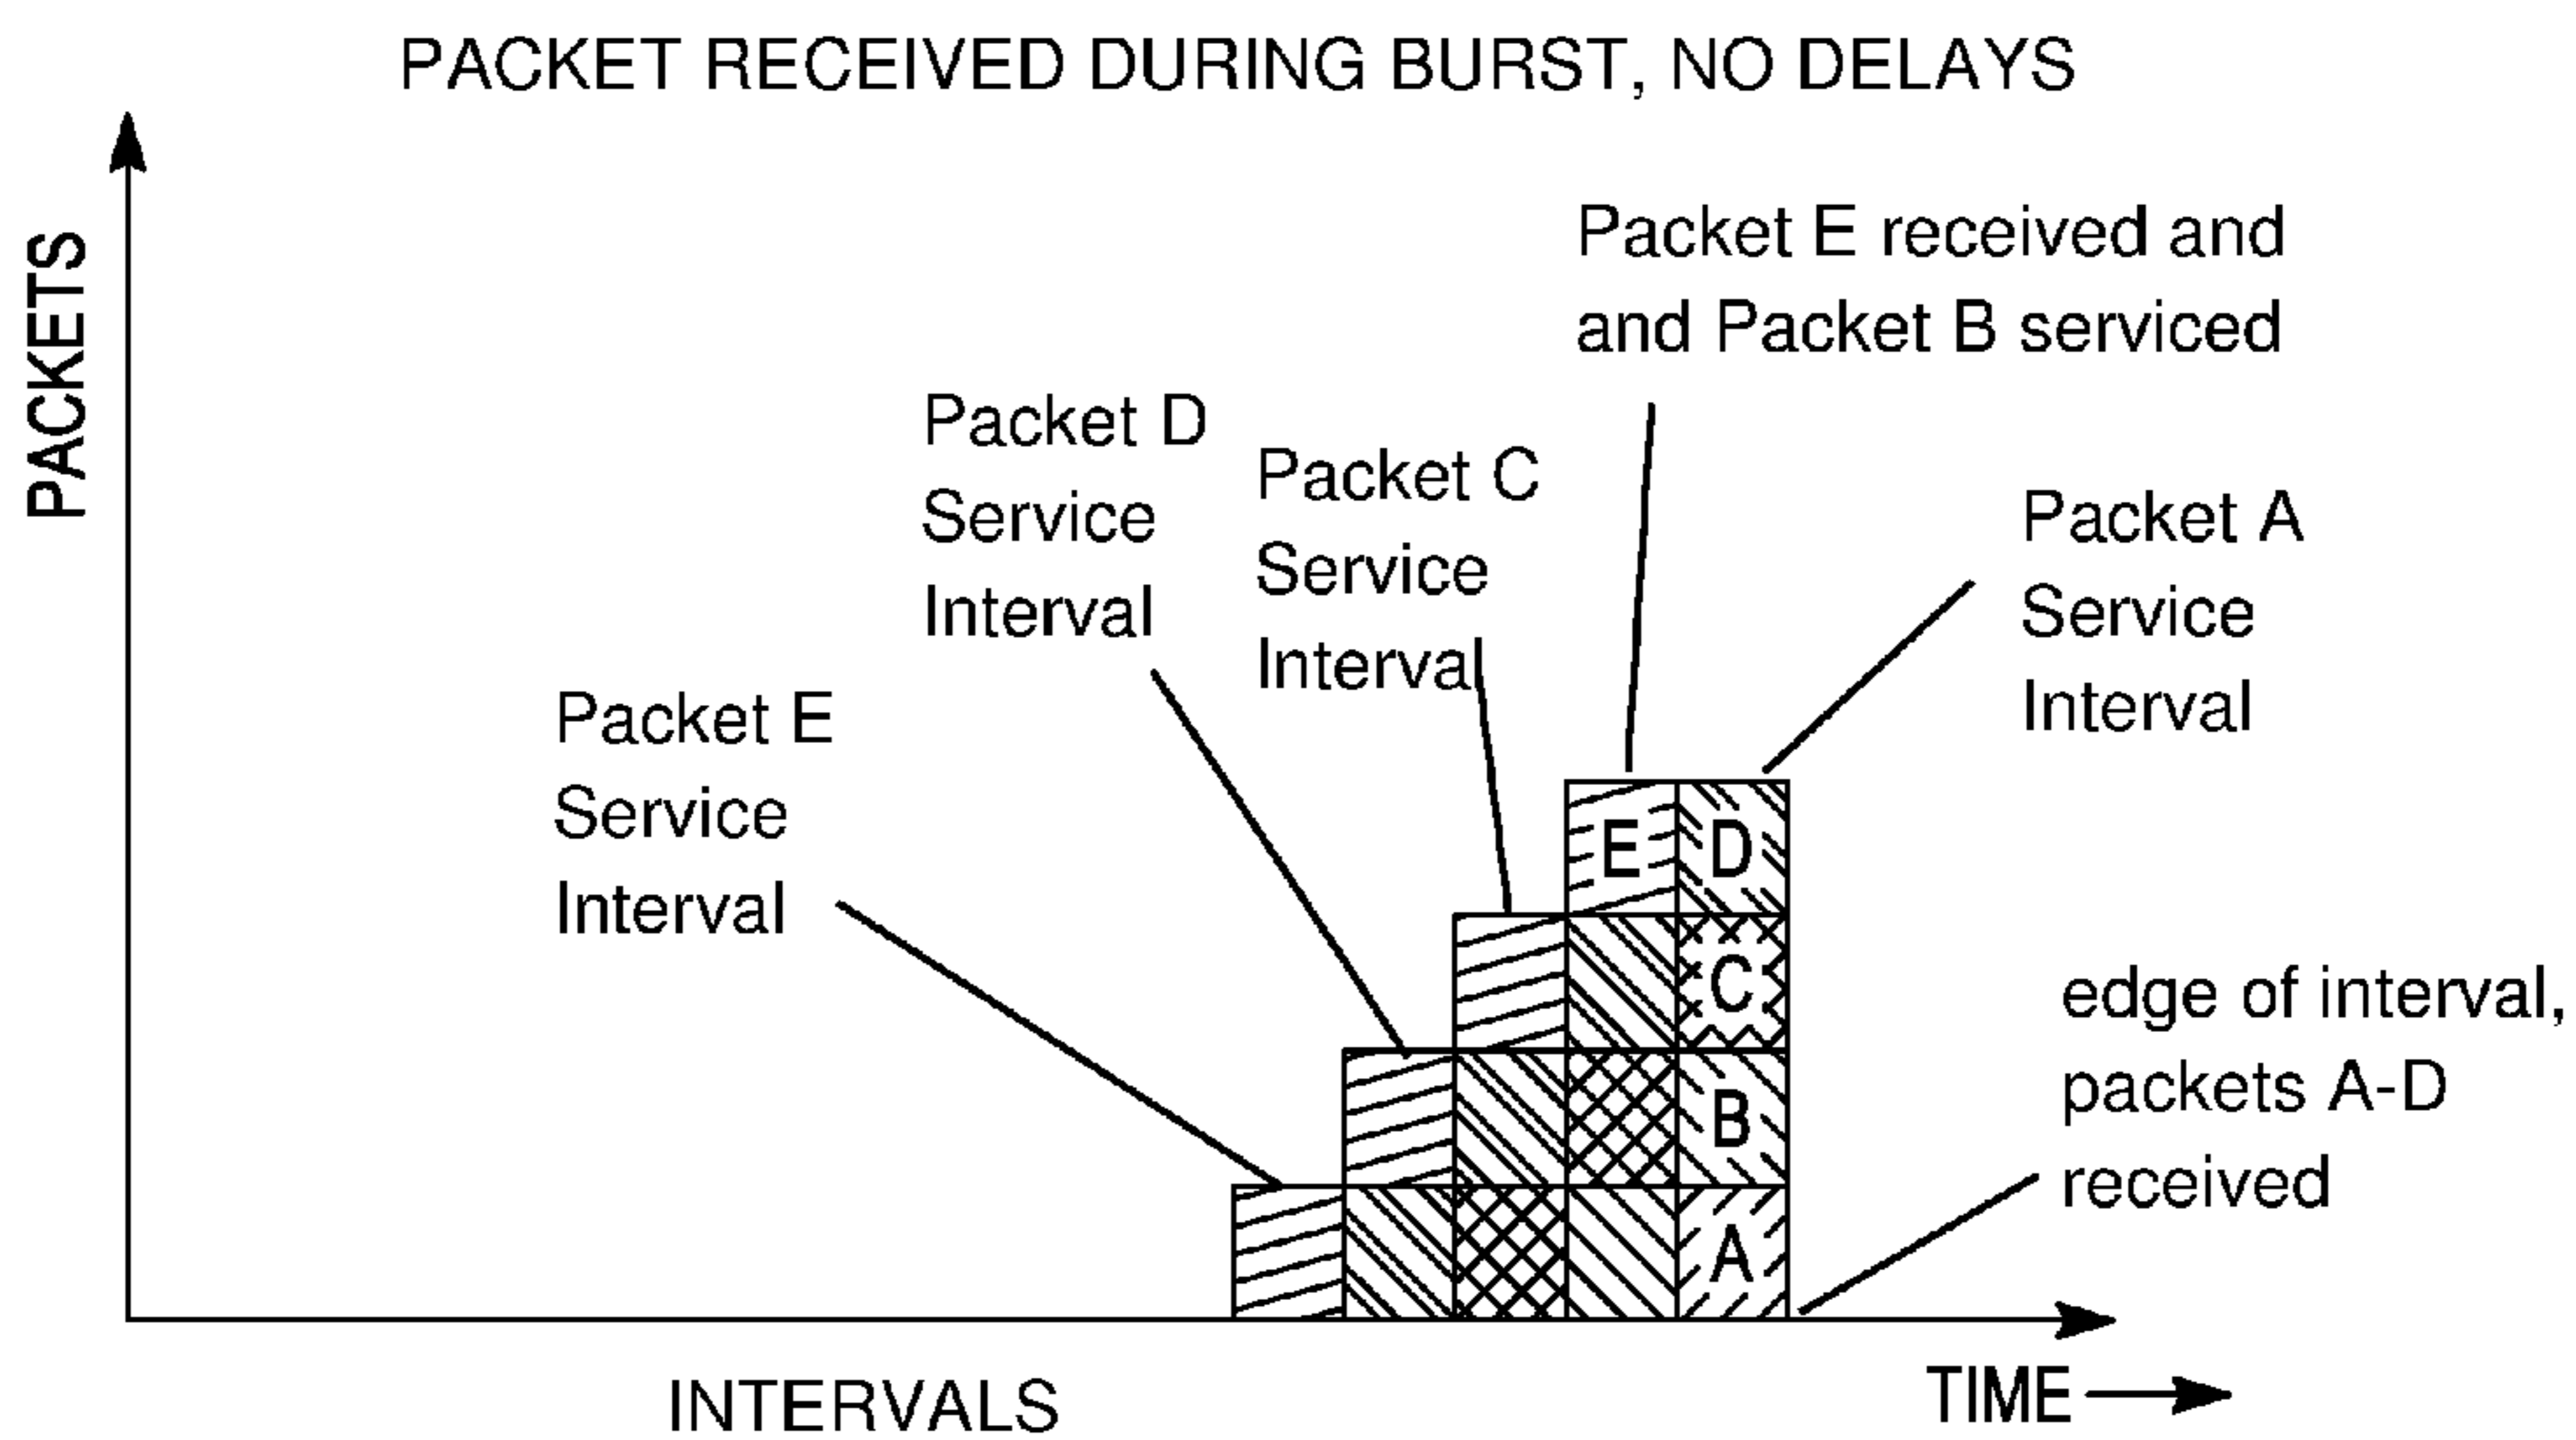 PACKET RECEIVED DURING BURST, NO DELAYS
PACKETS
Packet E received and
and Packet B serviced
Packet D
Service
Interval
Packet C
Service
Interval
Packet A
Service
Interval
Packet E
Service
Interval
E D
C
B
A
edge of interval,
packets A-D
received
INTERVALS
TIME